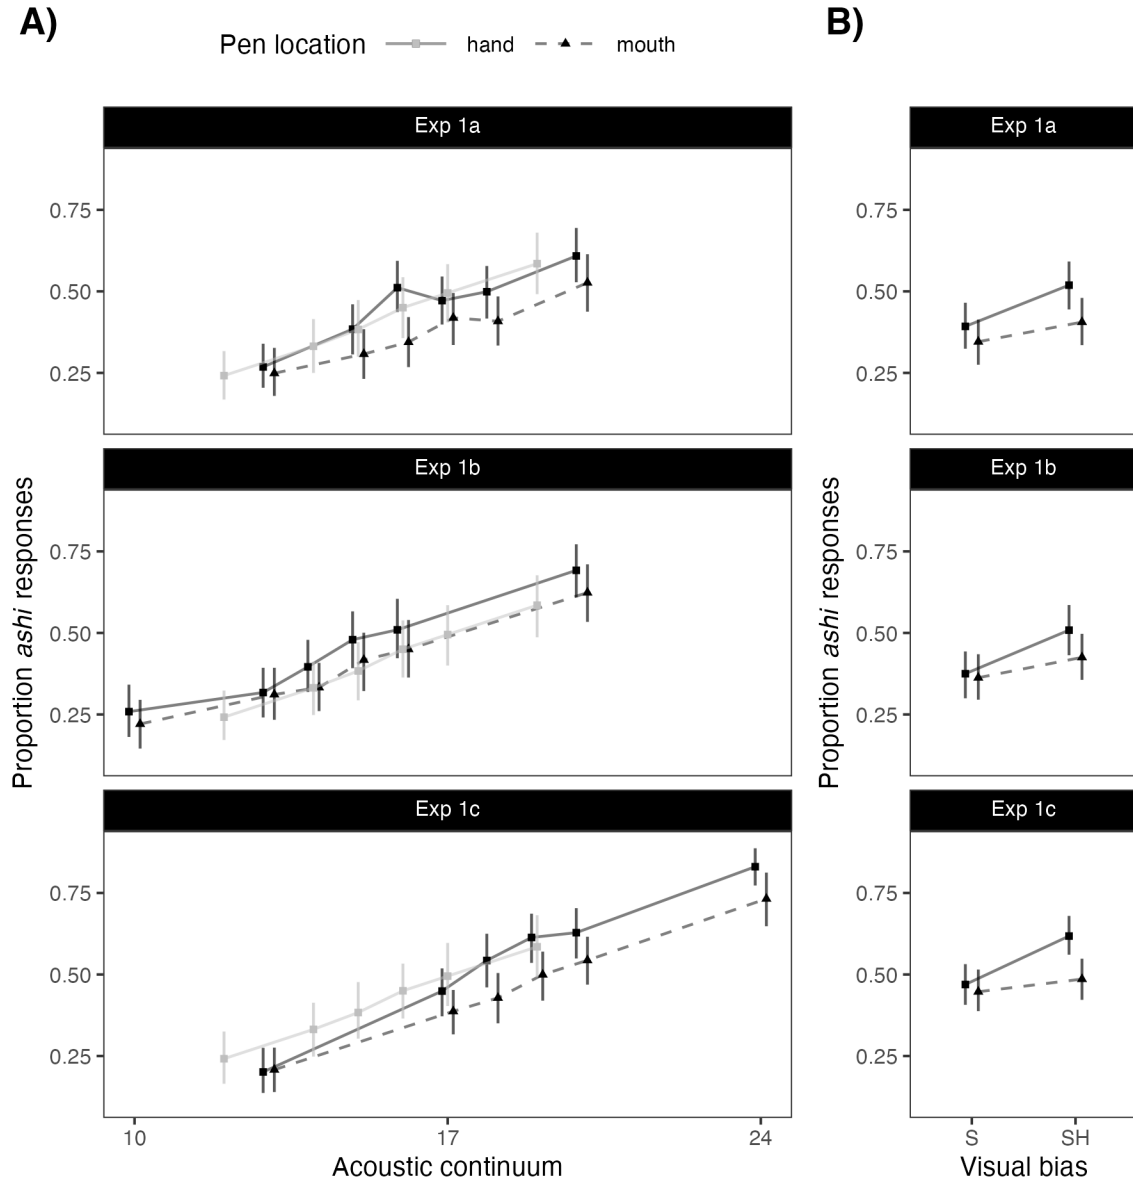 A)
Pen location hand mouth
Exp 1a
0.75
0.50
0.25
Exp 1b
0.75
0.50
0.25
Exp 1c
0.75
0.50
0.25
Proportion ashi responses
10 17 24
Acoustic continuum
B)
Exp 1a
0.75
0.50
0.25
Exp 1b
0.75
0.50
0.25
Exp 1c
0.75
0.50
0.25
Proportion ashi responses
S SH
Visual bias